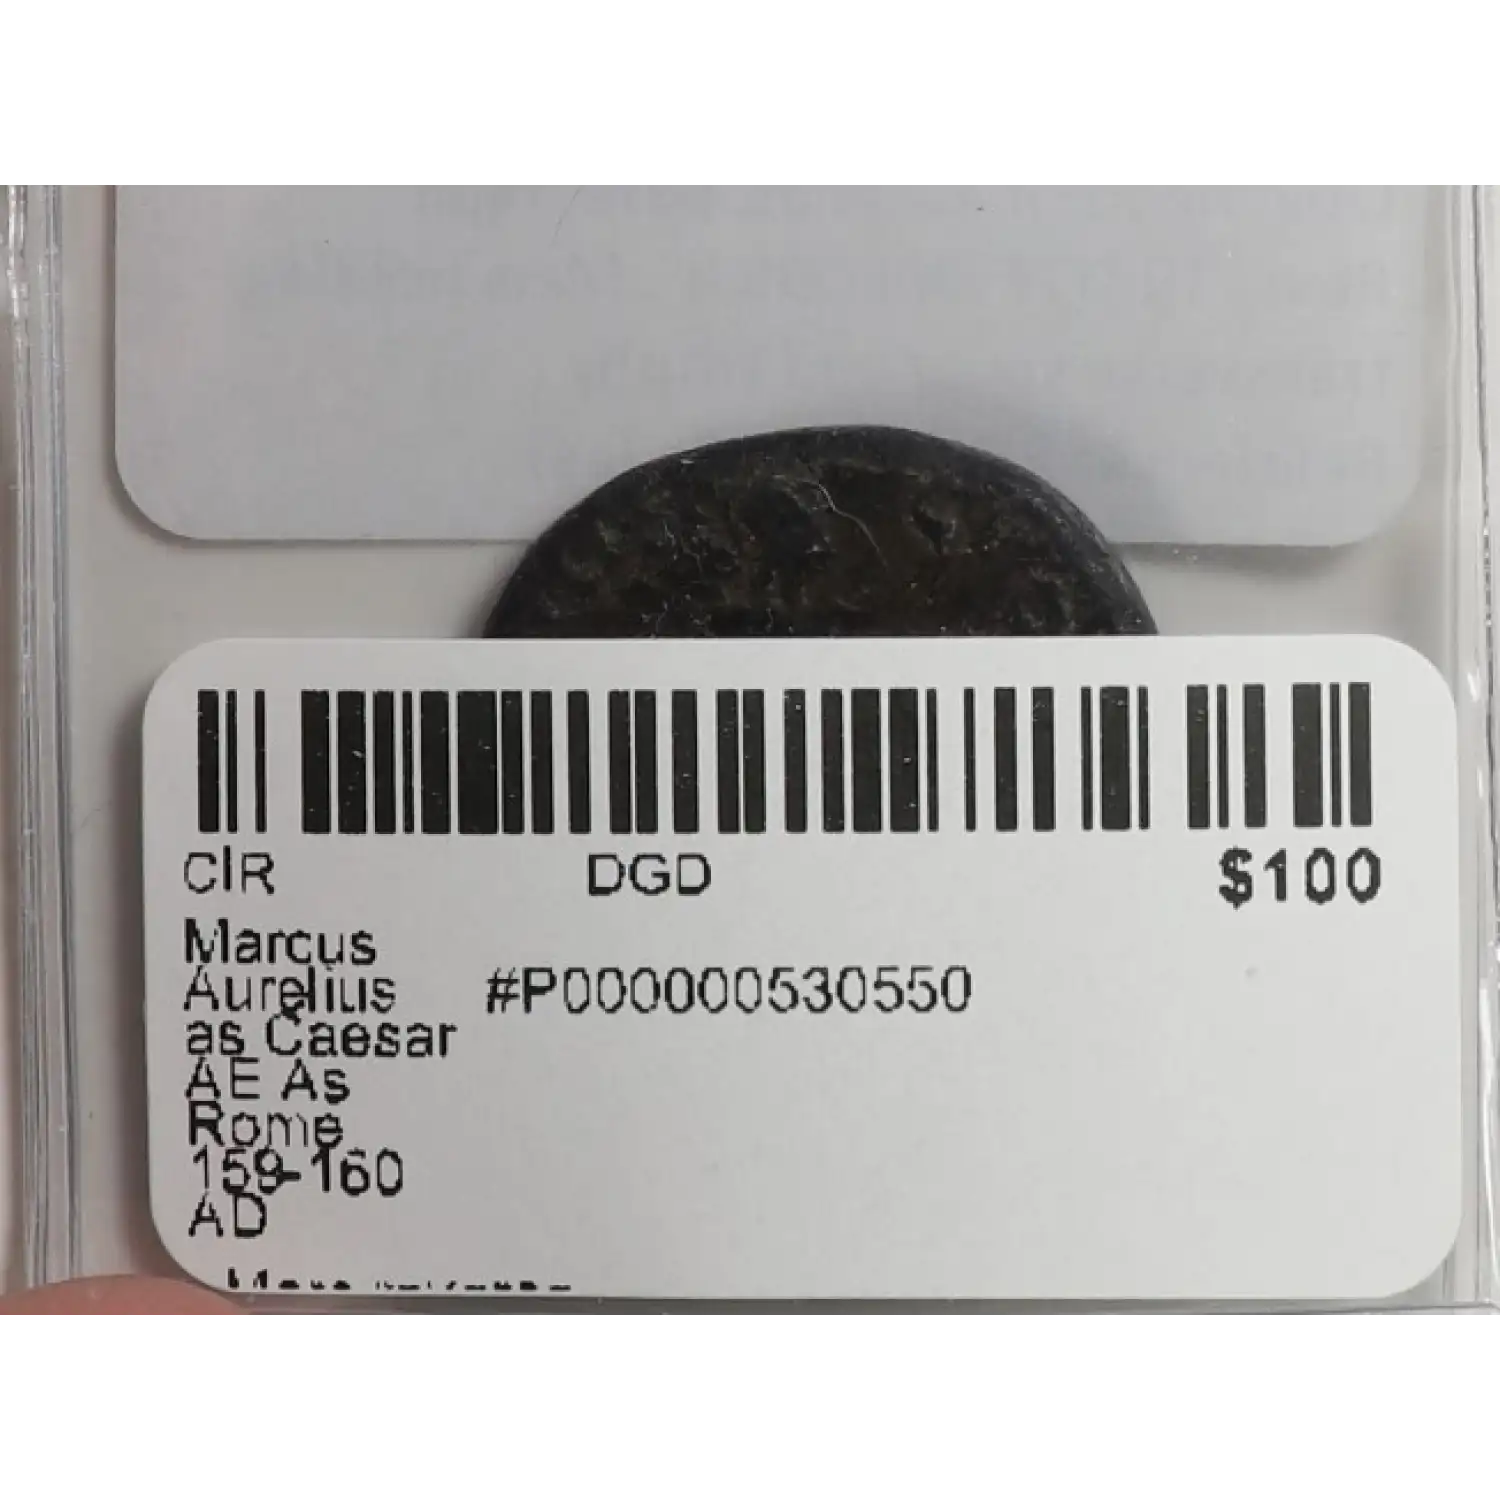 CIR DGD $100
Marcus
Aurelius #P000000530550
as Caesar
AE As
Rome
159-160
AD